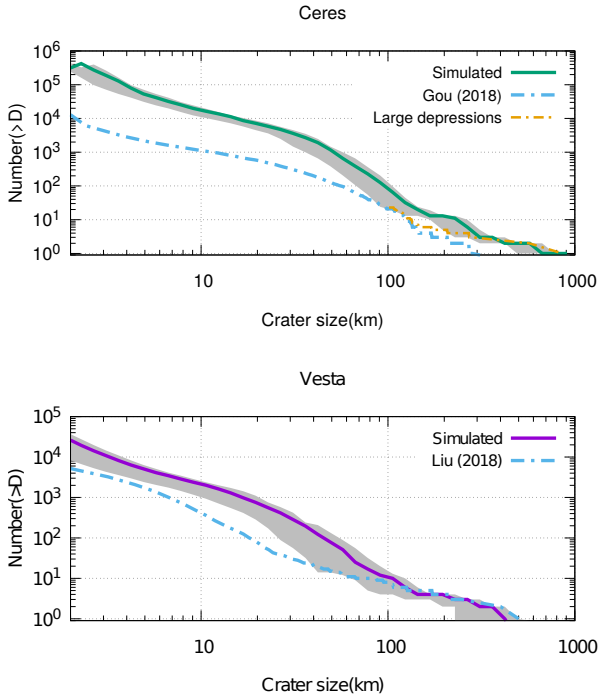 Ceres
Number(>D)
10^6
10^5
10^4
10^3
10^2
10^1
10^0
Simulated
Gou (2018)
Large depressions
10 100 1000
Crater size(km)
Vesta
Number(>D)
10^5
10^4
10^3
10^2
10^1
10^0
Simulated
Liu (2018)
10 100 1000
Crater size(km)